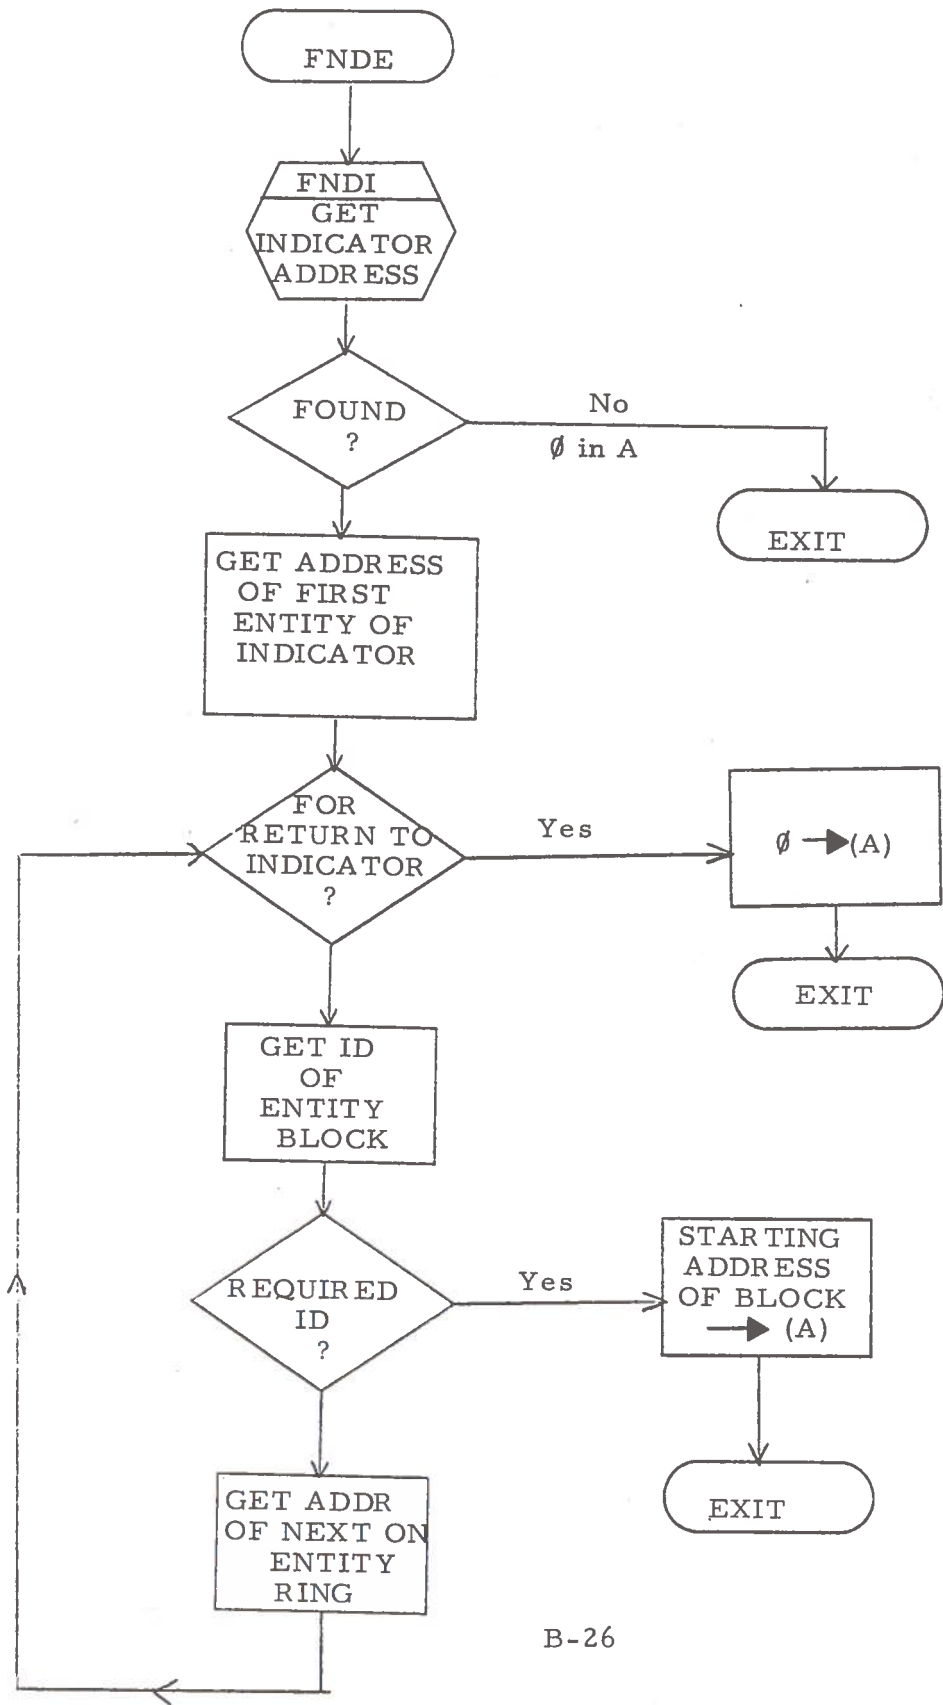 FNDE
FNDI
GET
INDICATOR
ADDRESS
FOUND
?
No
Ø in A
EXIT
GET ADDRESS
OF FIRST
ENTITY OF
INDICATOR
FOR
RETURN TO
INDICATOR
?
Yes
Ø → (A)
EXIT
GET ID
OF
ENTITY
BLOCK
REQUIRED
ID
?
Yes
STARTING
ADDRESS
OF BLOCK
→ (A)
EXIT
GET ADDR
OF NEXT ON
ENTITY
RING
B-26